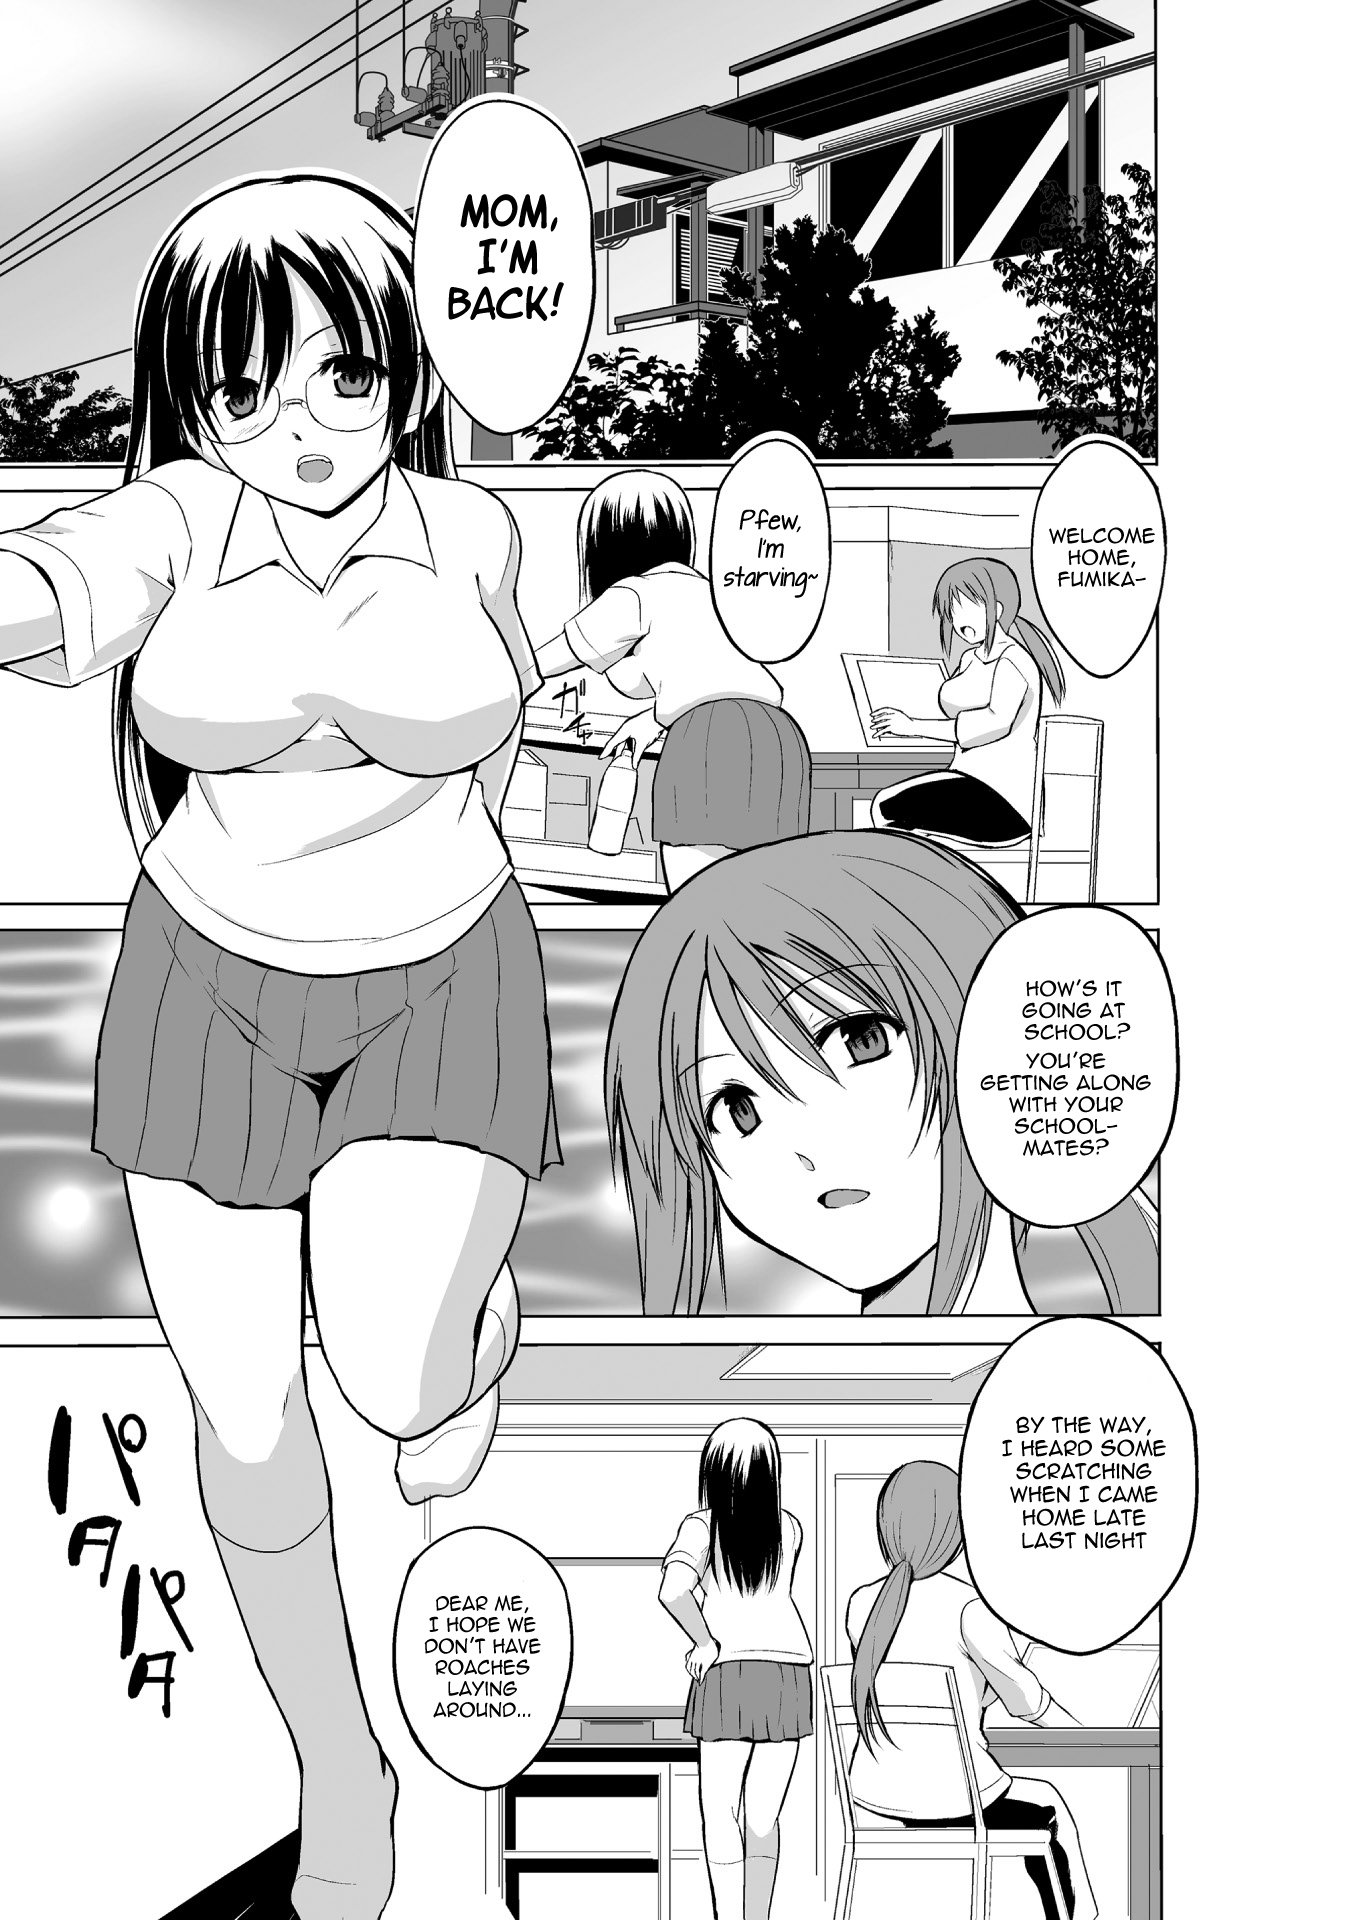 MOM,
I'M
BACK!
WELCOME
HOME,
FUMIKA-
Pfew,
I'm
starving~
ガ
チャ
HOW'S IT
GOING AT
SCHOOL?
YOU'RE
GETTING ALONG
WITH YOUR
SCHOOL-
MATES?
BY THE WAY,
I HEARD SOME
SCRATCHING
WHEN I CAME
HOME LATE
LAST NIGHT
DEAR ME,
I HOPE WE
DON'T HAVE
ROACHES
LAYING
AROUND...
パタ
パタ